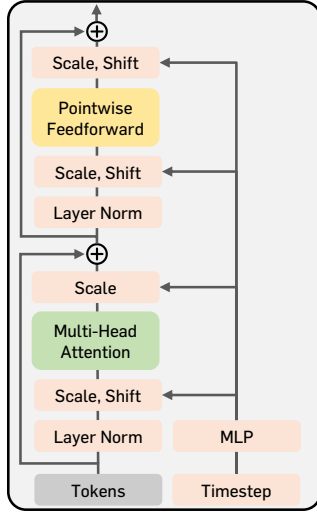 Scale, Shift
Pointwise
Feedforward
Scale, Shift
Layer Norm
Scale
Multi-Head
Attention
Scale, Shift
Layer Norm
MLP
Tokens
Timestep